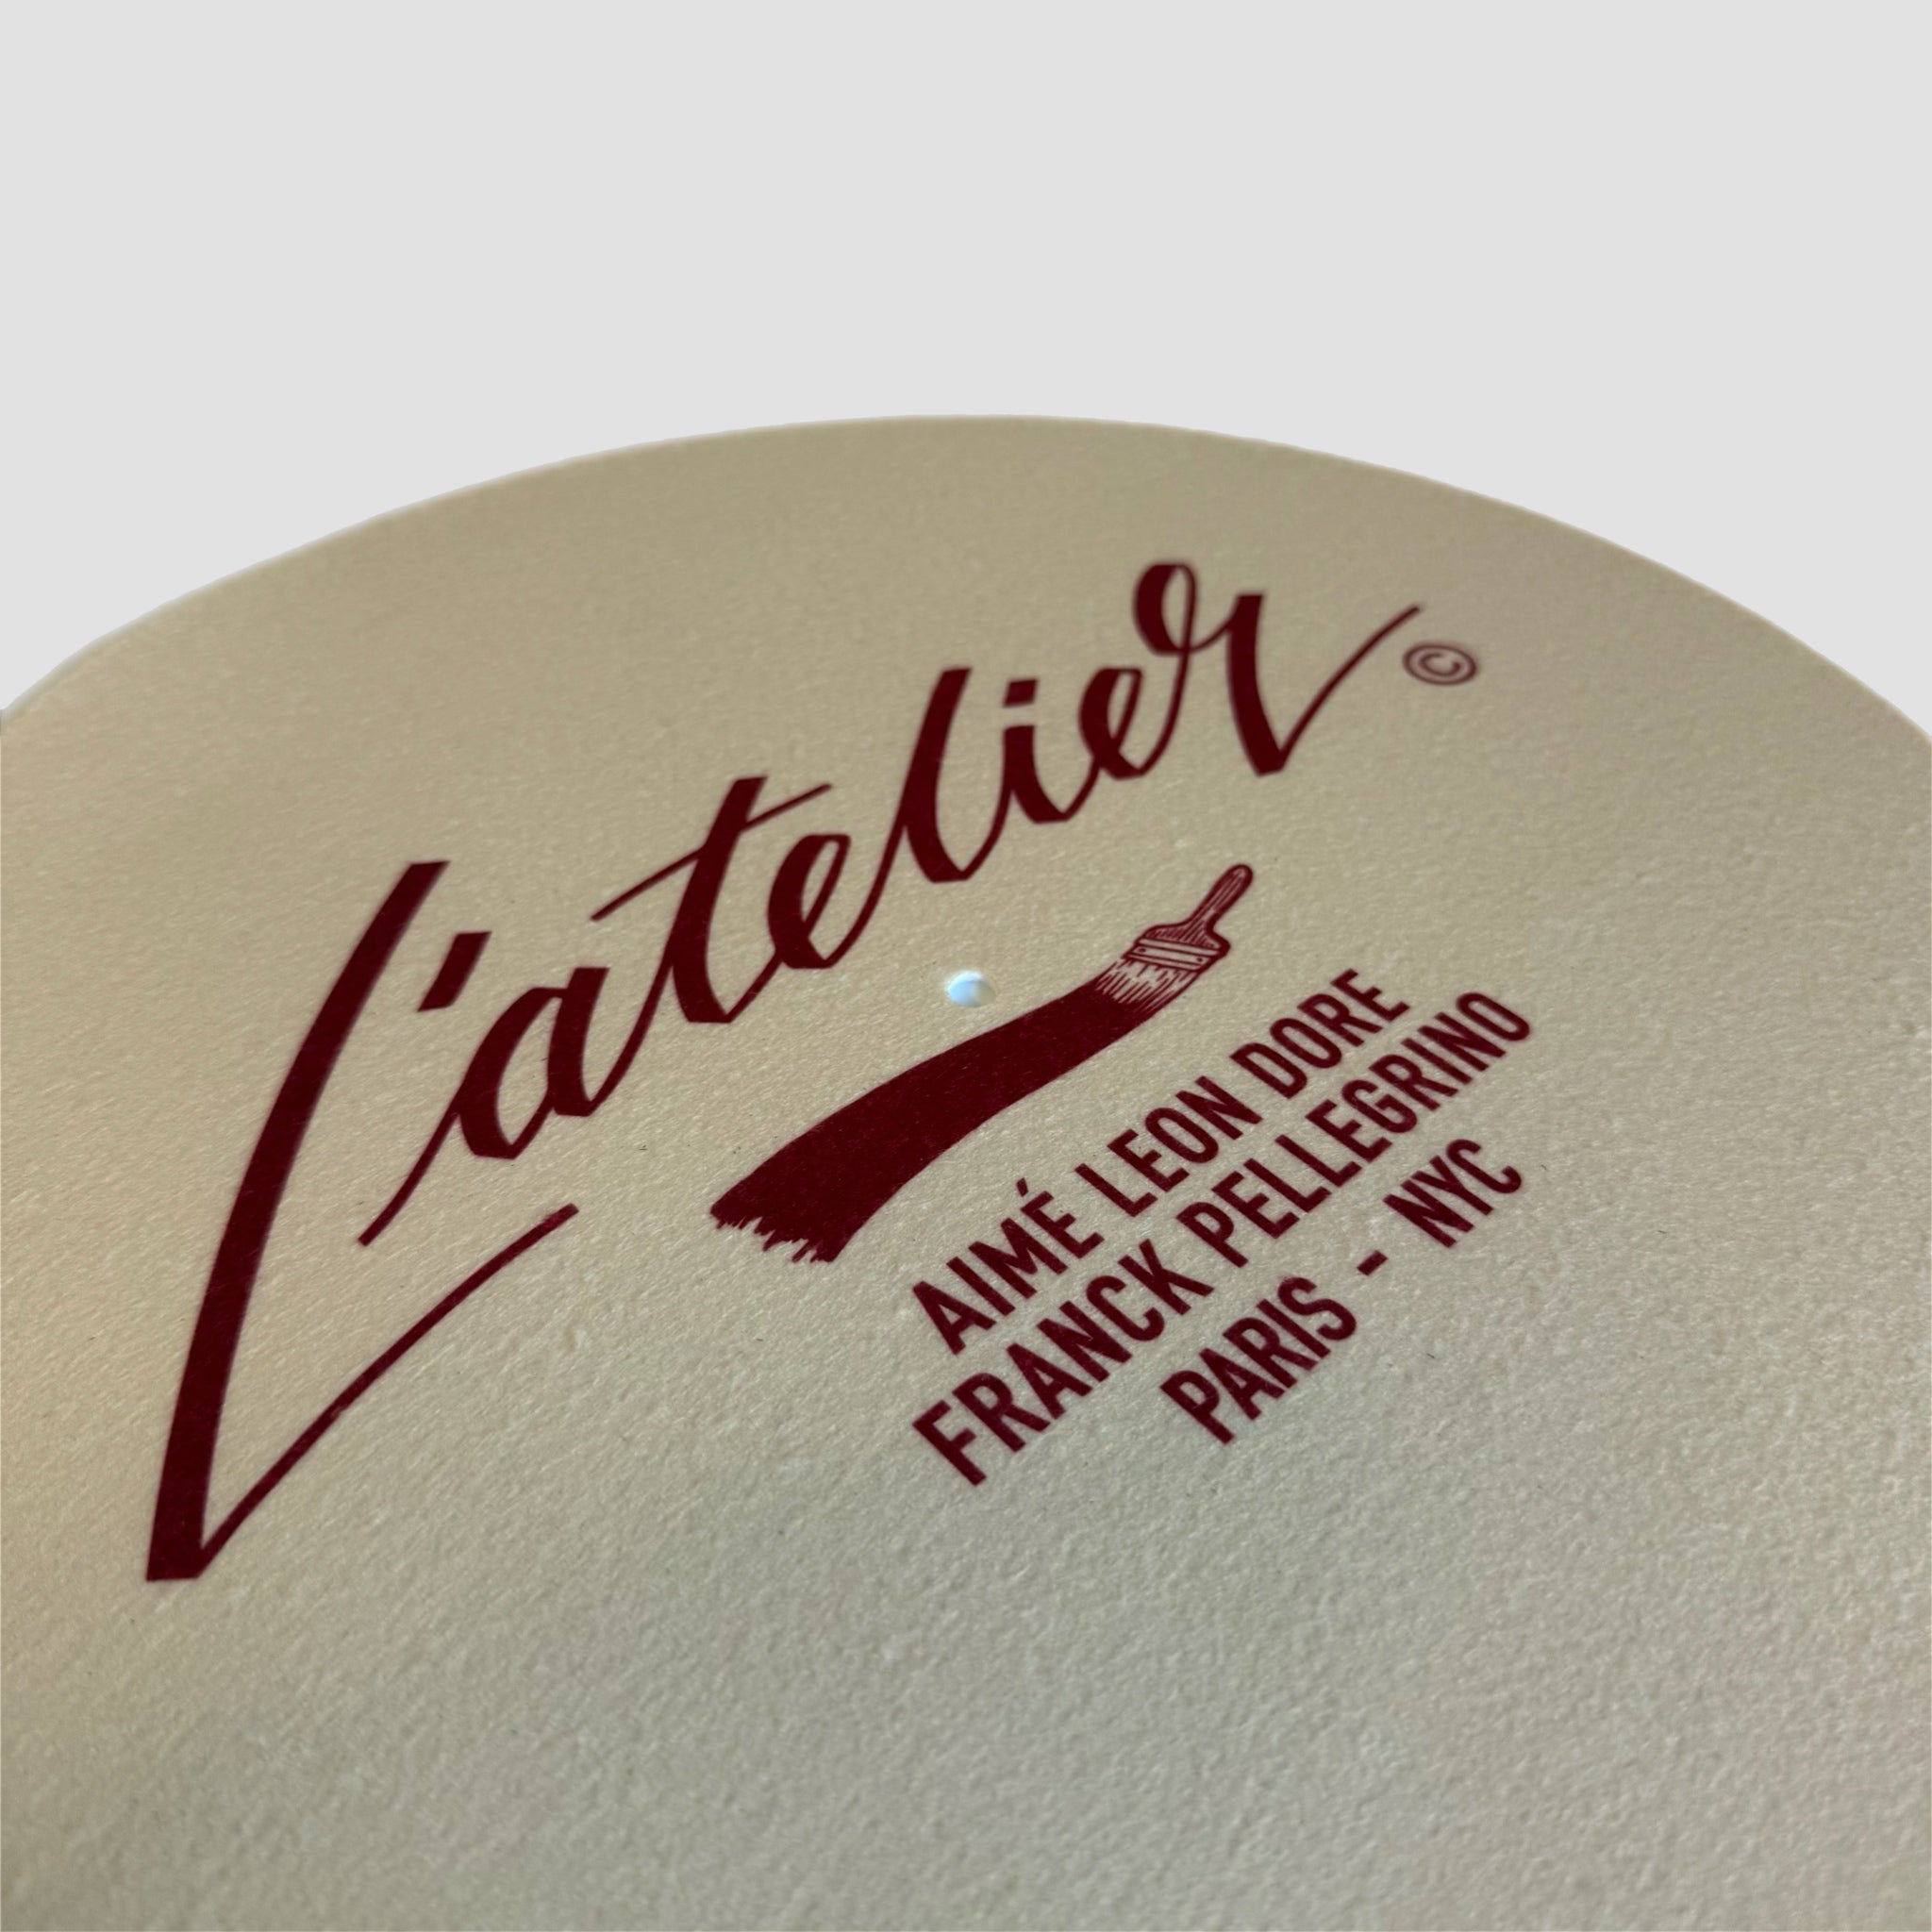 L'atelier ©
AIMÉ LEON DORE
FRANCK PELLEGRINO
PARIS - NYC